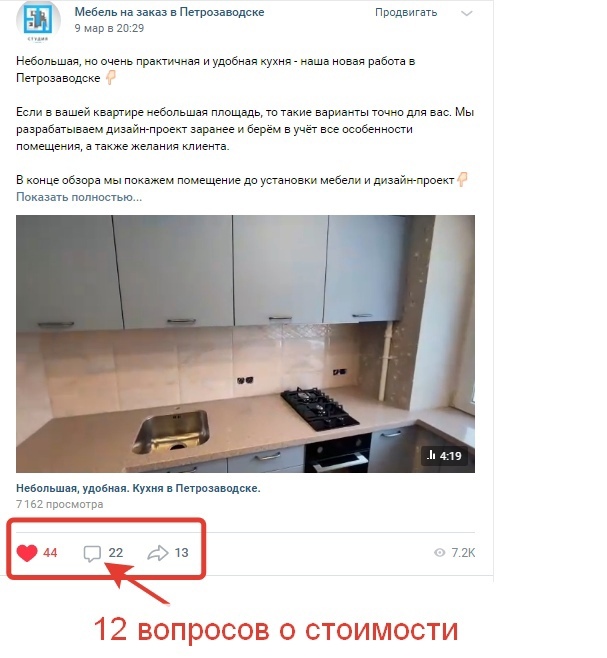 Мебель на заказ в Петрозаводске
Продвигать
9 мар в 20:29
СТУДИЯ
Небольшая, но очень практичная и удобная кухня - наша новая работа в
Петрозаводске 👇🏻
Если в вашей квартире небольшая площадь, то такие варианты точно для вас. Мы
разрабатываем дизайн-проект заранее и берём в учёт все особенности
помещения, а также желания клиента.
В конце обзора мы покажем помещение до установки мебели и дизайн-проект👇🏻
Показать полностью...
4:19
Небольшая, удобная. Кухня в Петрозаводске.
7 162 просмотра
44 22 13 7.2K
12 вопросов о стоимости